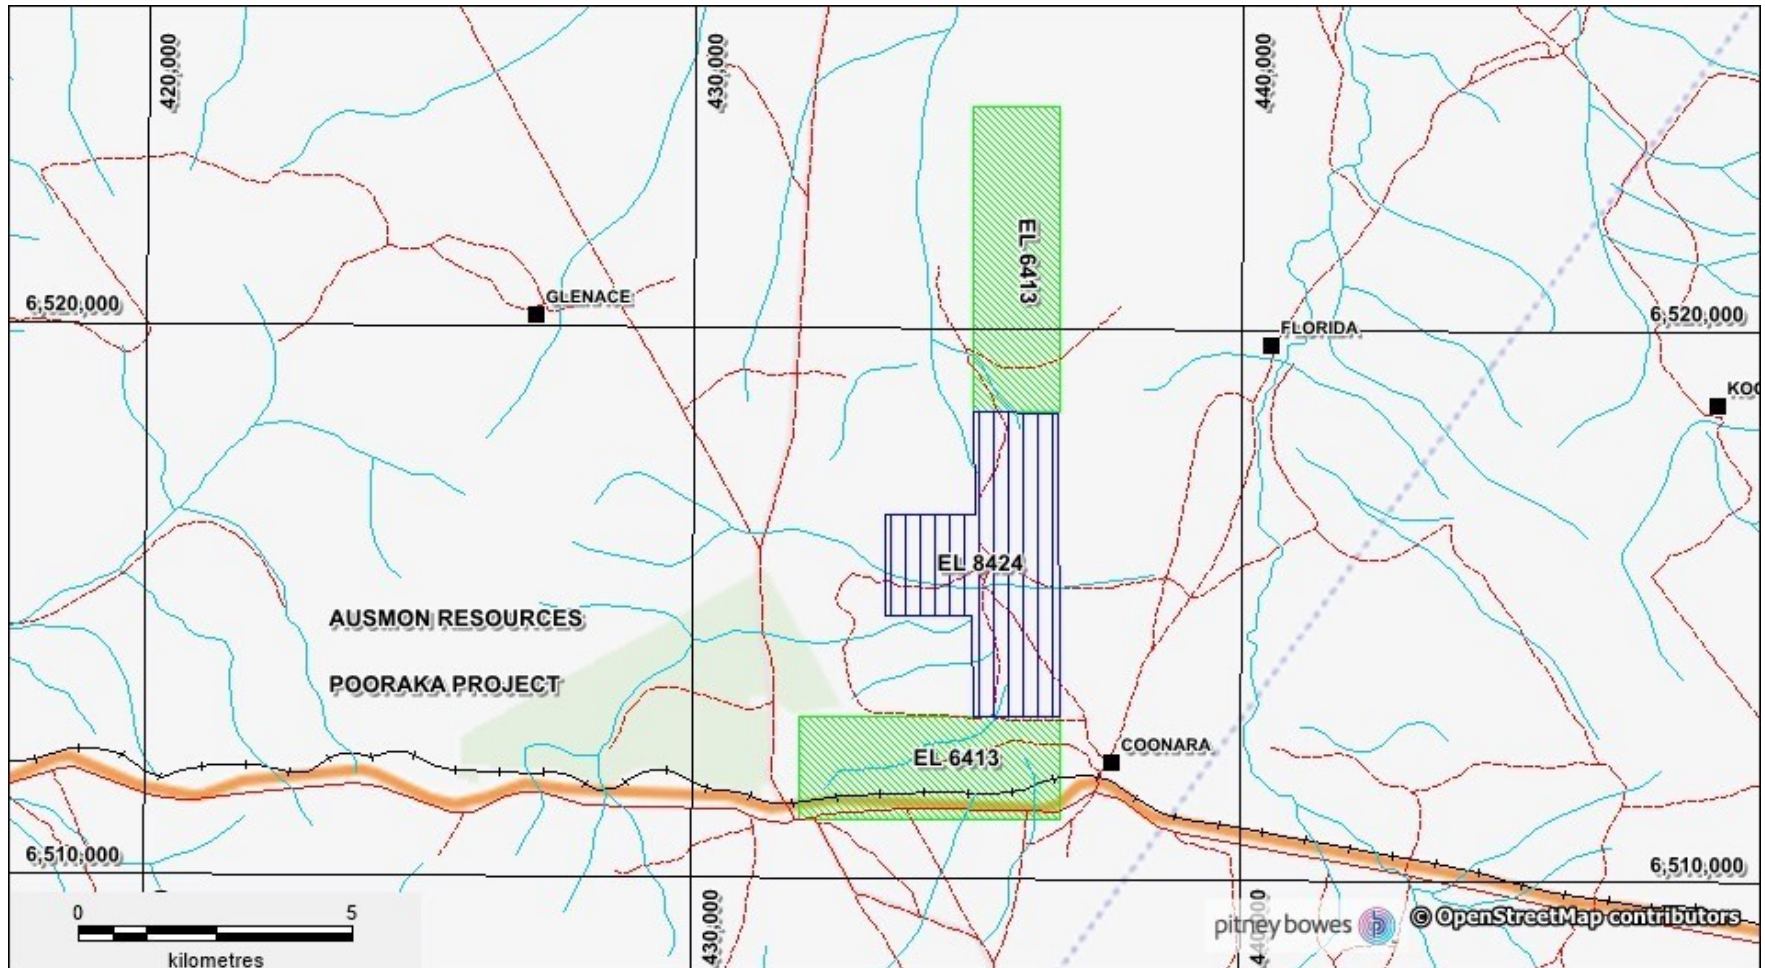 420,000
430,000
440,000
EL 6413
GLENACE
6,520,000
6,520,000
FLORIDA
EL 8424
AUSMON RESOURCES
POORAKA PROJECT
COONARA
EL 6413
6,510,000
6,510,000
0 5
kilometres
430,000
440,000
pitney bowes
© OpenStreetMap contributors